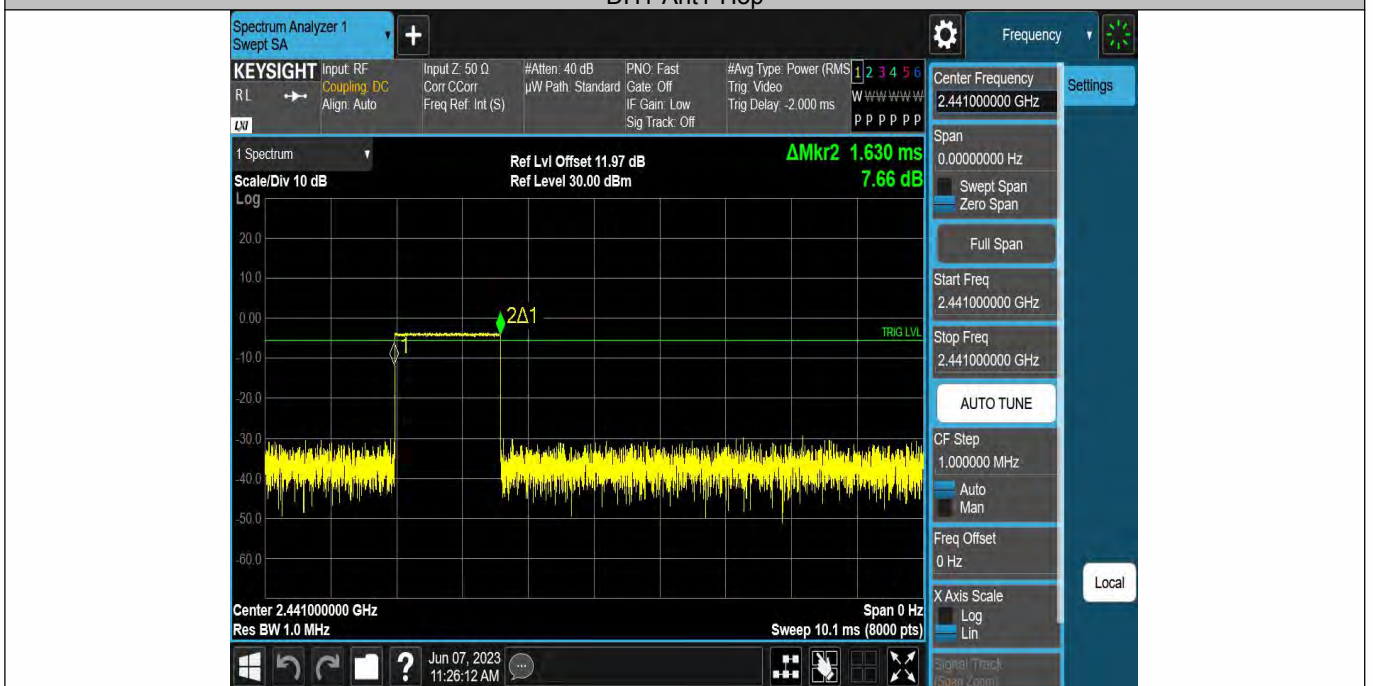 Spectrum Analyzer 1
Swept SA
Frequency
KEYSIGHT
RL
LXI
Input: RF
Coupling: DC
Align: Auto
Input Z: 50 Ω
Corr CCorr
Freq Ref: Int (S)
#Atten: 40 dB
µW Path: Standard
PNO: Fast
Gate: Off
IF Gain: Low
Sig Track: Off
#Avg Type: Power (RMS
Trig: Video
Trig Delay: -2.000 ms
1 2 3 4 5 6
W W W W W W
P P P P P P
1 Spectrum
Scale/Div 10 dB
Log
Ref Lvl Offset 11.97 dB
Ref Level 30.00 dBm
ΔMkr2 1.630 ms
7.66 dB
20.0
10.0
0.00
-10.0
-20.0
-30.0
-40.0
-50.0
-60.0
2Δ1
1
TRIG LVL
Center 2.441000000 GHz
Res BW 1.0 MHz
Span 0 Hz
Sweep 10.1 ms (8000 pts)
Jun 07, 2023
11:26:12 AM
Center Frequency
2.441000000 GHz
Span
0.00000000 Hz
Swept Span
Zero Span
Full Span
Start Freq
2.441000000 GHz
Stop Freq
2.441000000 GHz
AUTO TUNE
CF Step
1.000000 MHz
Auto
Man
Freq Offset
0 Hz
X Axis Scale
Log
Lin
Signal Track
(Span Zoom)
Settings
Local